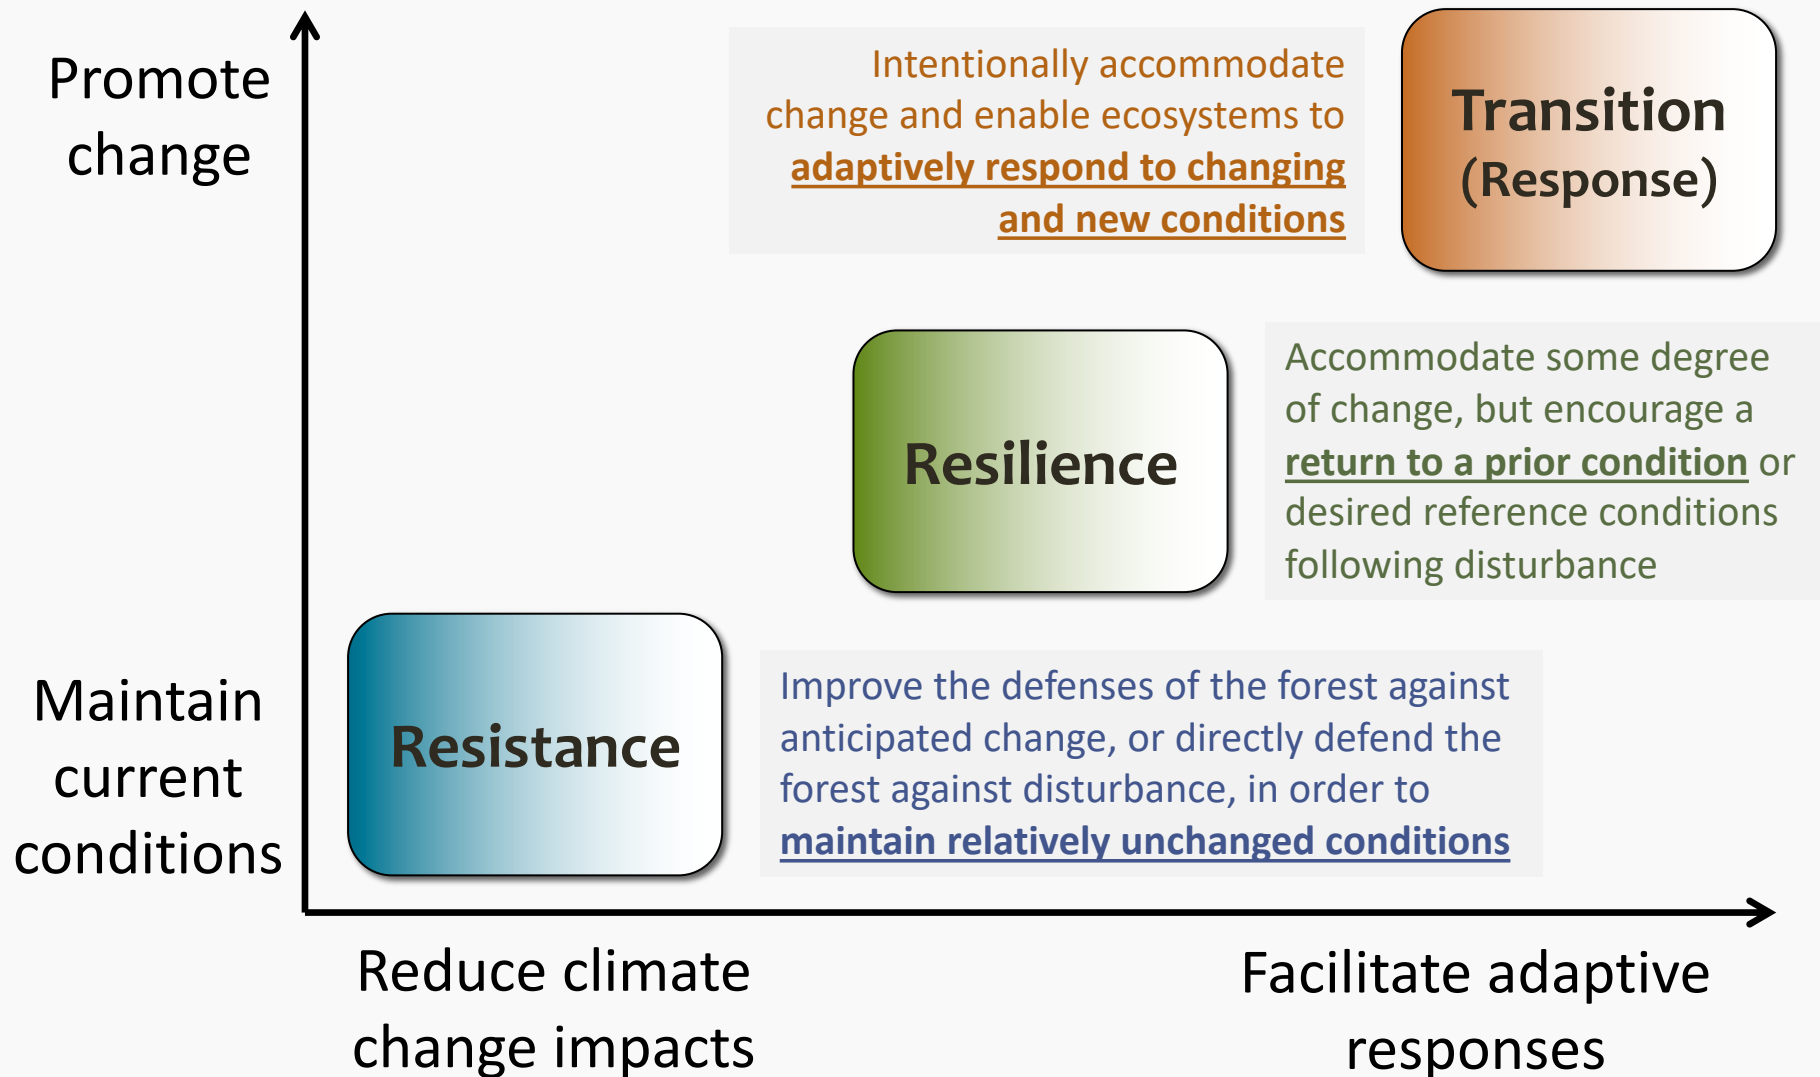 Promote
change
Intentionally accommodate
change and enable ecosystems to
adaptively respond to changing
and new conditions
Transition
(Response)
Resilience
Accommodate some degree
of change, but encourage a
return to a prior condition or
desired reference conditions
following disturbance
Maintain
current
conditions
Resistance
Improve the defenses of the forest against
anticipated change, or directly defend the
forest against disturbance, in order to
maintain relatively unchanged conditions
Reduce climate
change impacts
Facilitate adaptive
responses